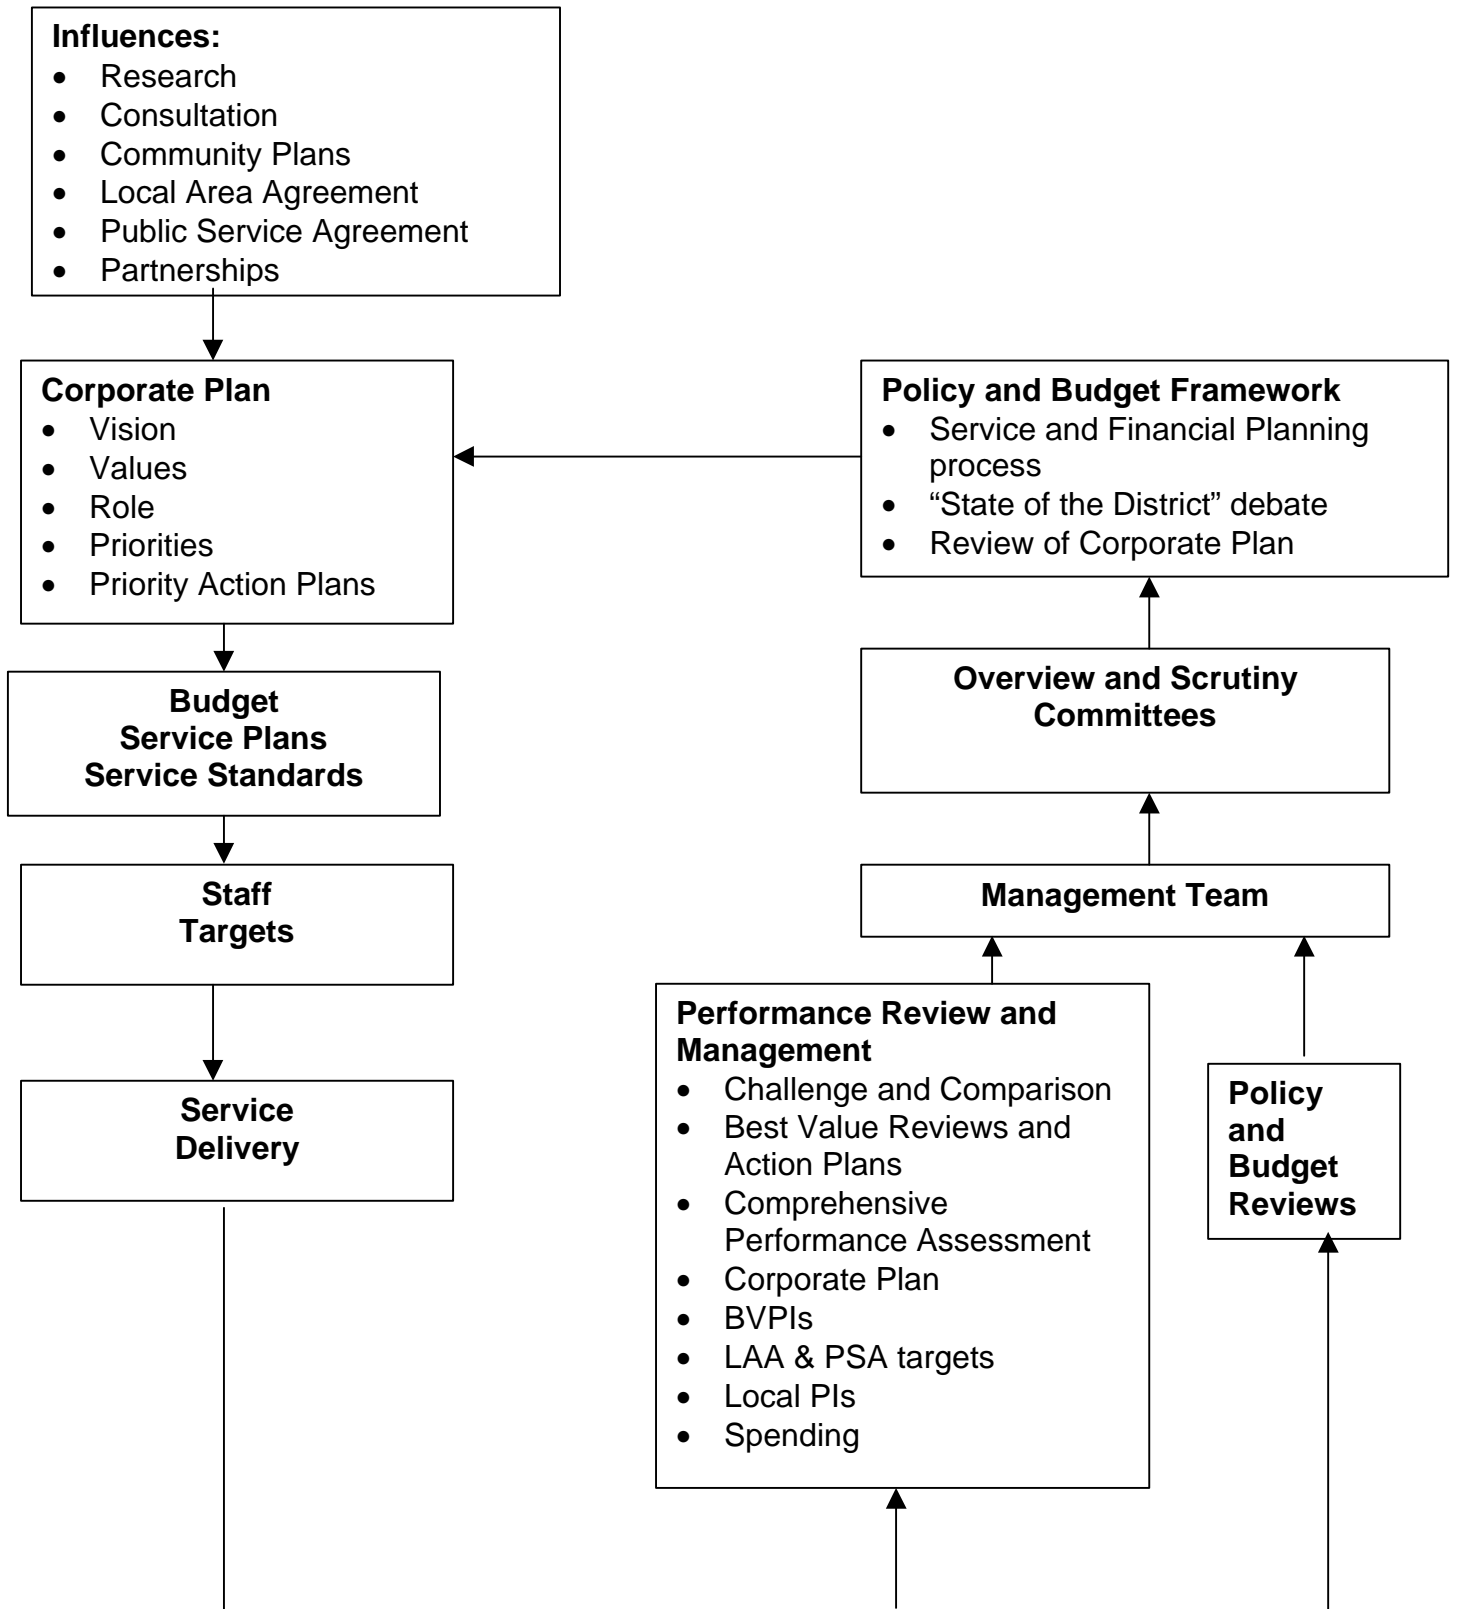 Influences:
• Research
• Consultation
• Community Plans
• Local Area Agreement
• Public Service Agreement
• Partnerships
Corporate Plan
• Vision
• Values
• Role
• Priorities
• Priority Action Plans
Policy and Budget Framework
• Service and Financial Planning
process
• “State of the District” debate
• Review of Corporate Plan
Budget
Service Plans
Service Standards
Overview and Scrutiny
Committees
Staff
Targets
Management Team
Service
Delivery
Performance Review and
Management
• Challenge and Comparison
• Best Value Reviews and
Action Plans
• Comprehensive
Performance Assessment
• Corporate Plan
• BVPIs
• LAA & PSA targets
• Local PIs
• Spending
Policy
and
Budget
Reviews